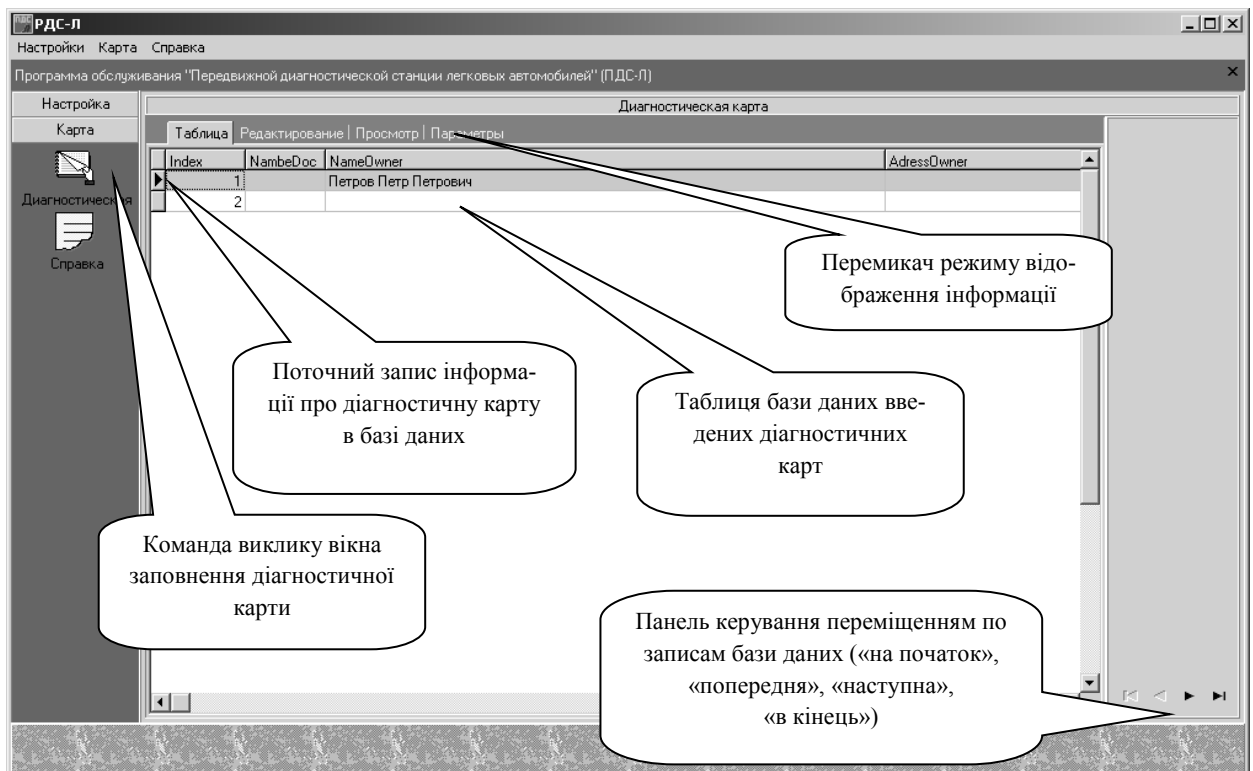 РДС-Л
Настройки Карта Справка
Программа обслуживания "Передвижной диагностической станции легковых автомобилей" (ПДС-Л)
Настройка
Диагностическая карта
Карта
Таблица Редактирование Просмотр Параметры
Index NambeDoc NameOwner AdressOwner
1 Петров Петр Петрович
2
Диагностическая
Справка
Перемикач режиму відо-
браження інформації
Поточний запис інформа-
ції про діагностичну карту
в базі даних
Таблиця бази даних вве-
дених діагностичних
карт
Команда виклику вікна
заповнення діагностичної
карти
Панель керування переміщенням по
записам бази даних («на початок»,
«попередня», «наступна»,
«в кінець»)